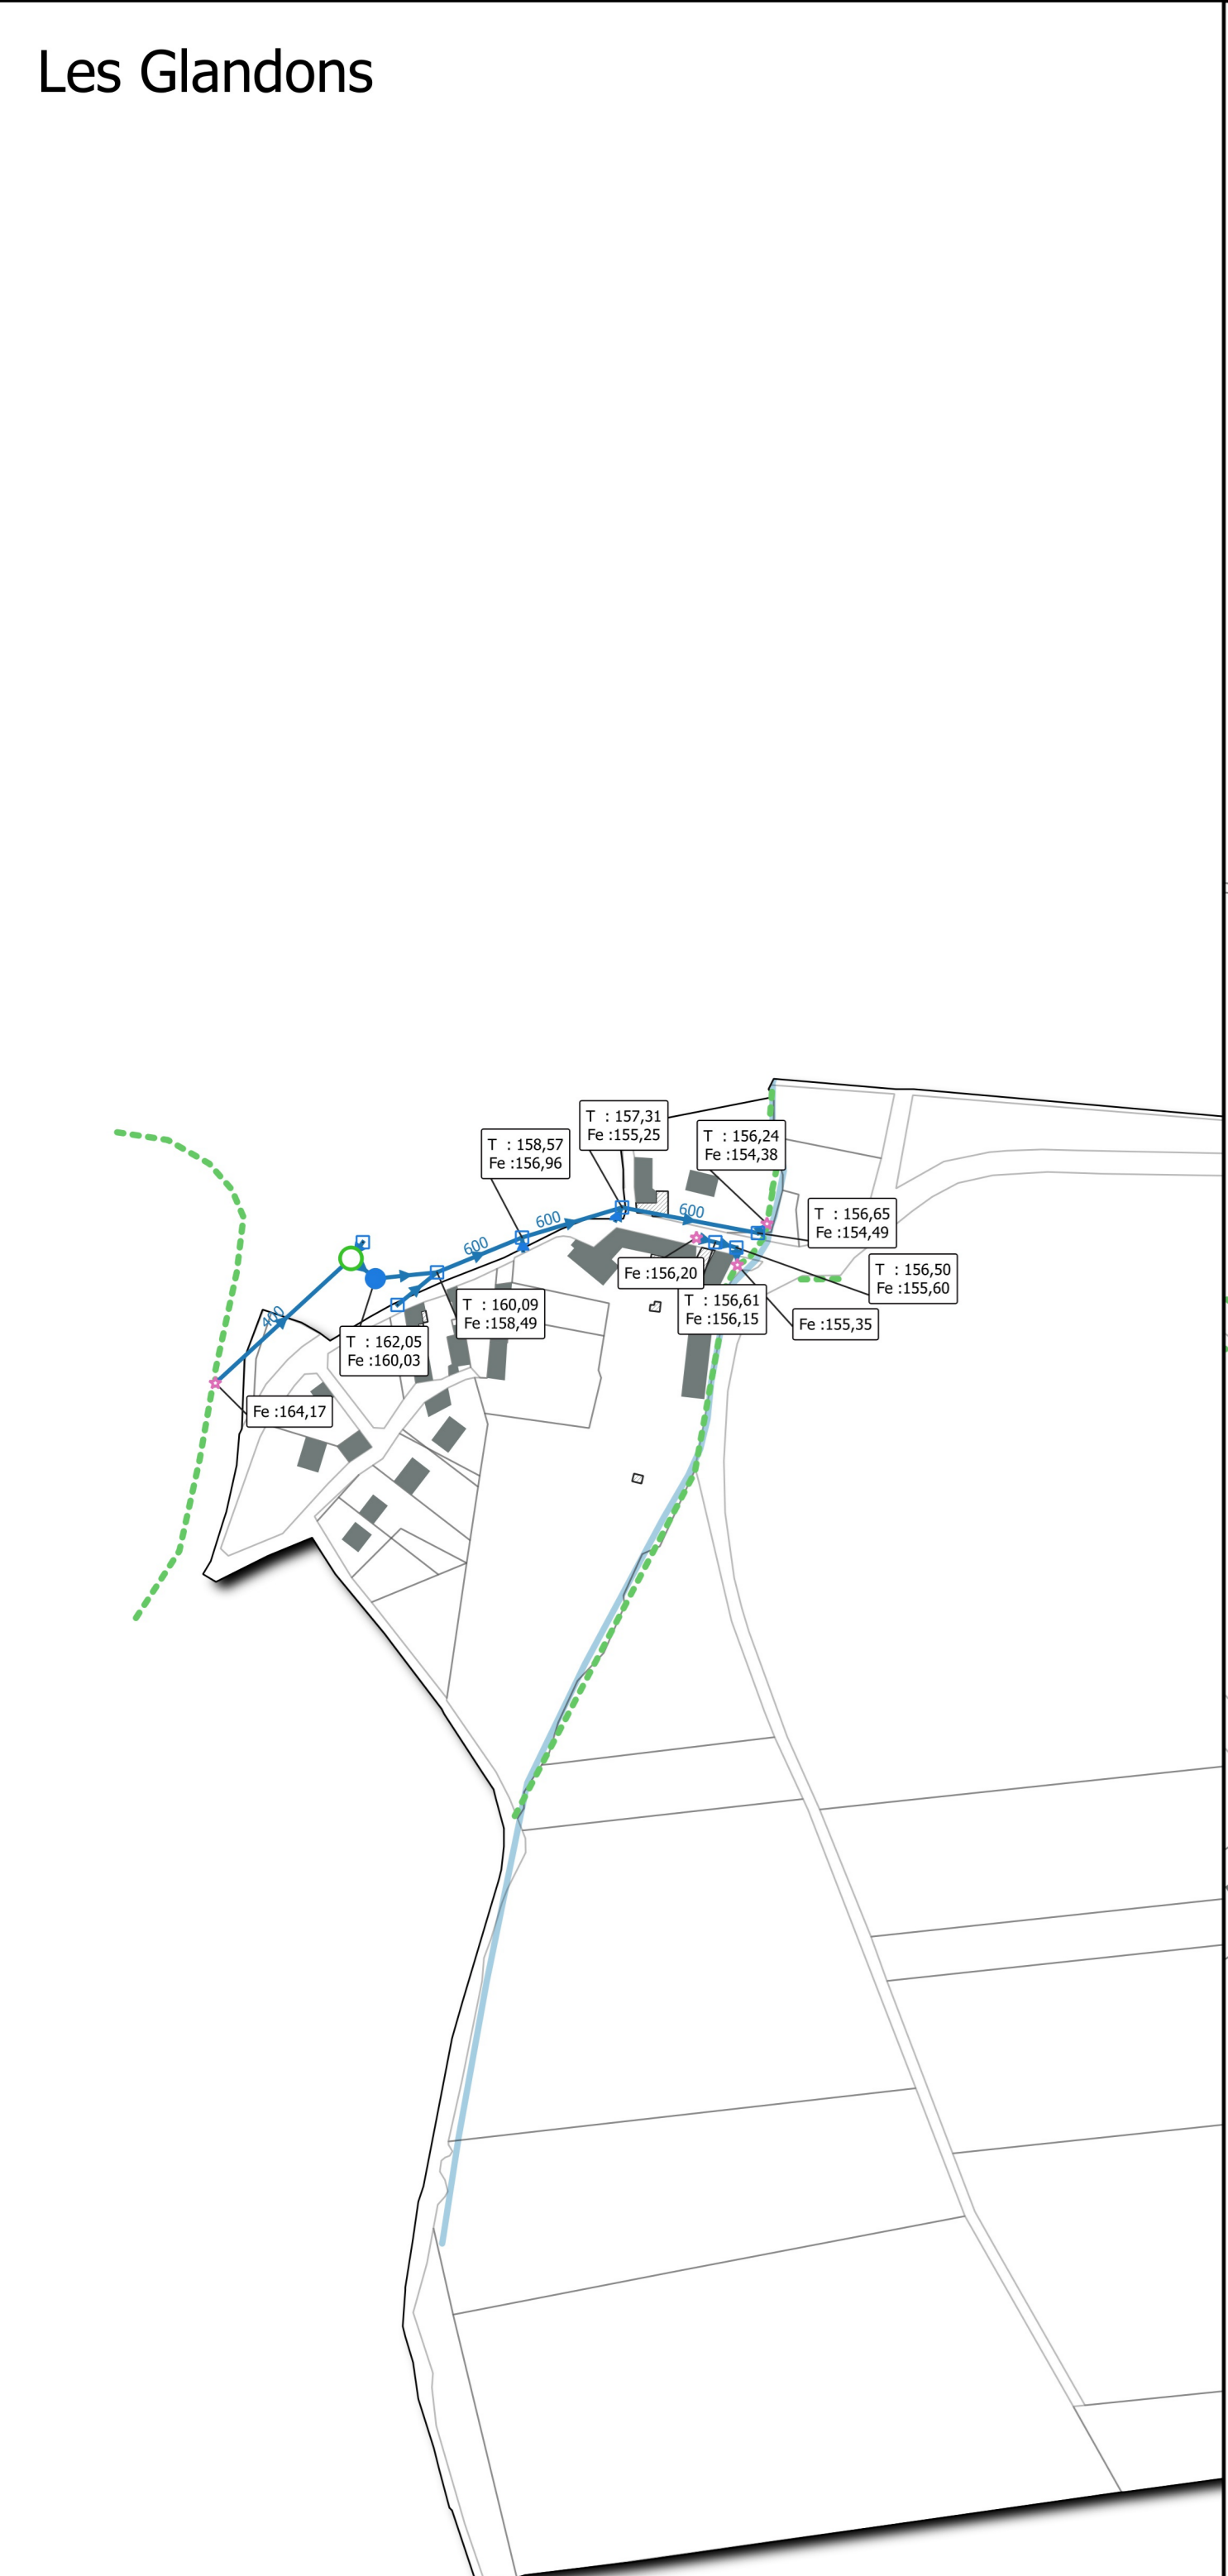 Les Glandons
T : 157,31
Fe :155,25
T : 158,57
Fe :156,96
T : 156,24
Fe :154,38
600
600
600
T : 156,65
Fe :154,49
T : 156,50
Fe :155,60
Fe :156,20
T : 156,61
Fe :156,15
Fe :155,35
400
T : 160,09
Fe :158,49
T : 162,05
Fe :160,03
Fe :164,17